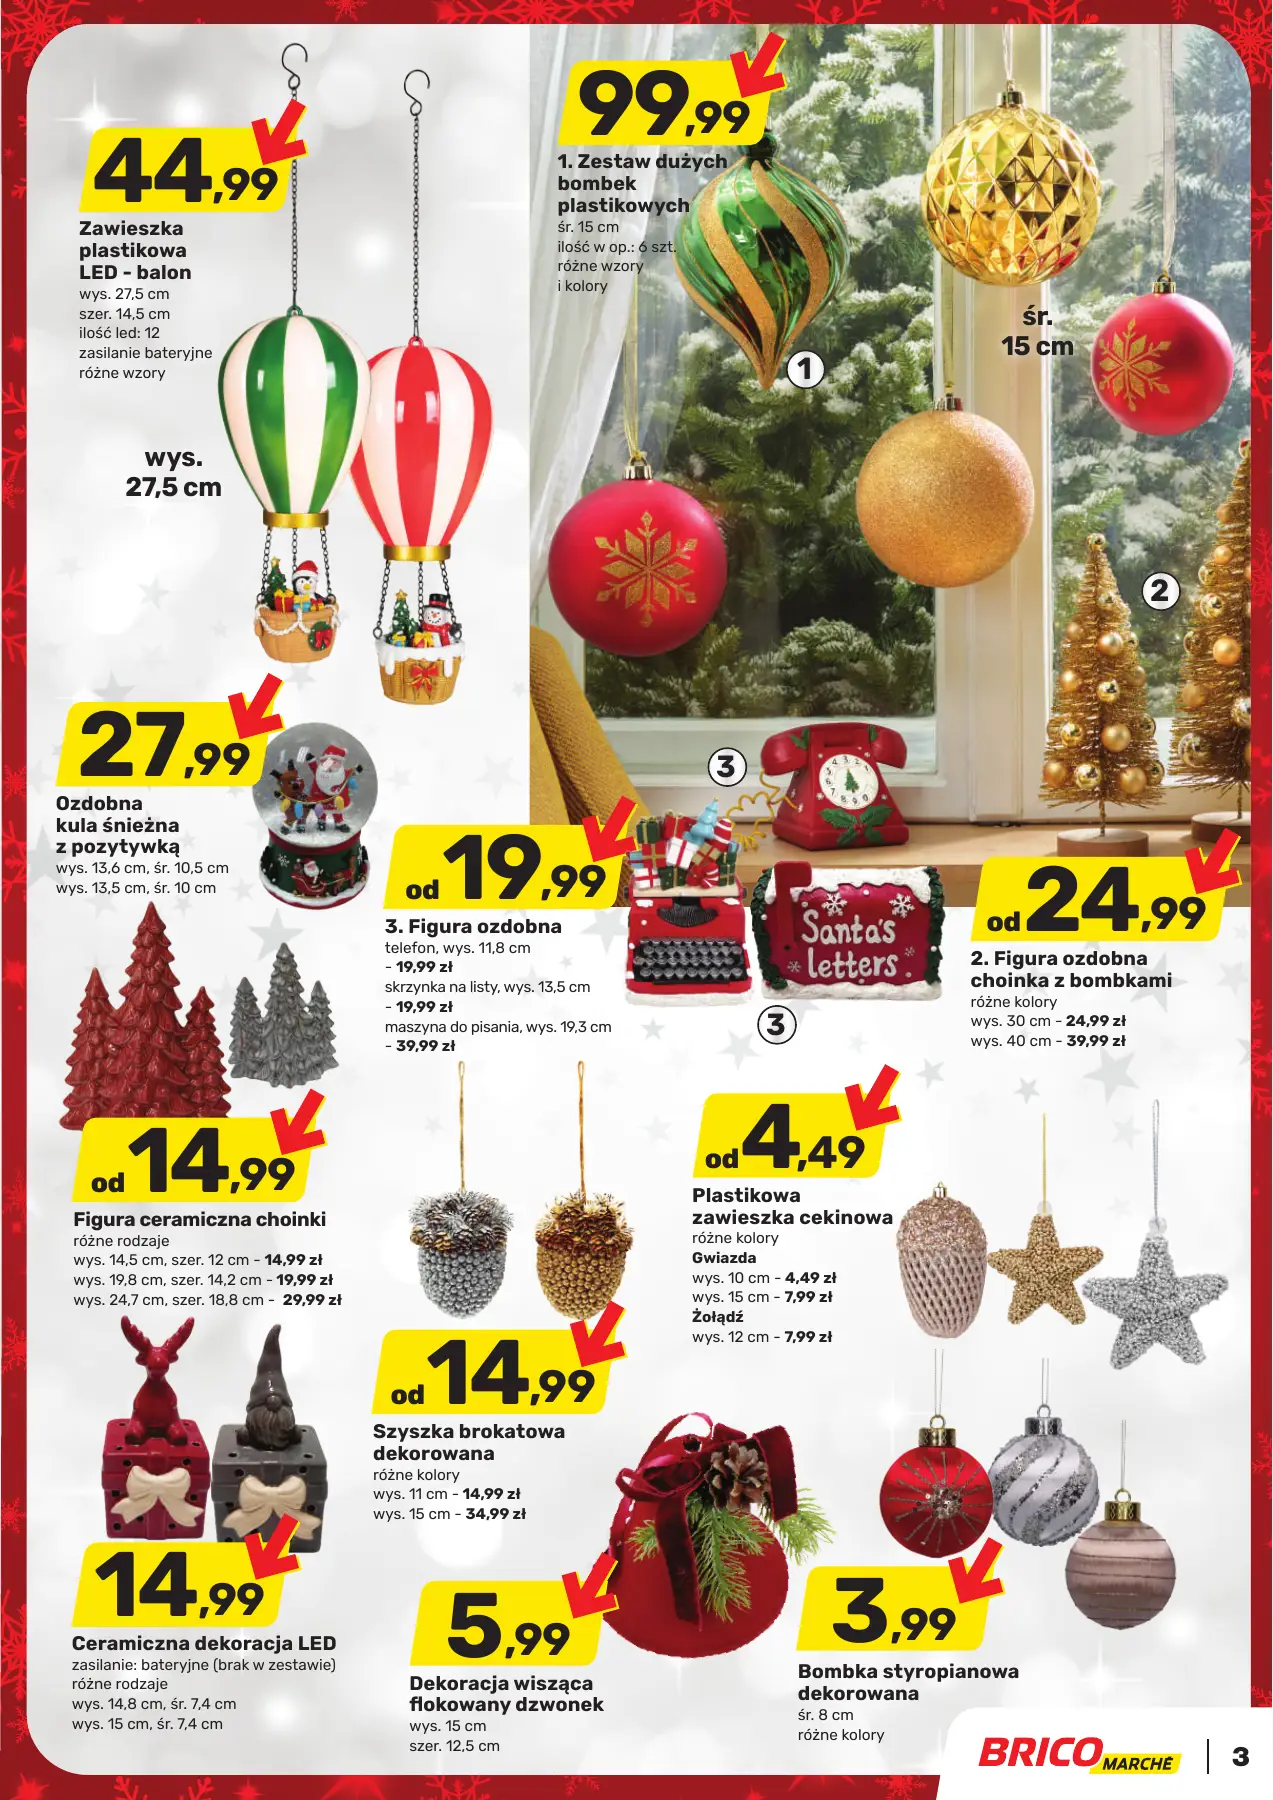 44,99
Zawieszka
plastikowa
LED - balon
wys. 27,5 cm
szer. 14,5 cm
ilość led: 12
zasilanie bateryjne
różne wzory
wys.
27,5 cm
99,99
1. Zestaw dużych
bombek
plastikowych
śr. 15 cm
ilość w op.: 6 szt.
różne wzory
i kolory
1
śr.
15 cm
2
3
27,99
Ozdobna
kula śnieżna
z pozytywką
wys. 13,6 cm, śr. 10,5 cm
wys. 13,5 cm, śr. 10 cm
od 19,99
3. Figura ozdobna
telefon, wys. 11,8 cm
- 19,99 zł
skrzynka na listy, wys. 13,5 cm
- 19,99 zł
maszyna do pisania, wys. 19,3 cm
- 39,99 zł
Santa's
letters
3
od 24,99
2. Figura ozdobna
choinka z bombkami
różne kolory
wys. 30 cm - 24,99 zł
wys. 40 cm - 39,99 zł
od 14,99
Figura ceramiczna choinki
różne rodzaje
wys. 14,5 cm, szer. 12 cm - 14,99 zł
wys. 19,8 cm, szer. 14,2 cm - 19,99 zł
wys. 24,7 cm, szer. 18,8 cm - 29,99 zł
od 4,49
Plastikowa
zawieszka cekinowa
różne kolory
Gwiazda
wys. 10 cm - 4,49 zł
wys. 15 cm - 7,99 zł
Żołądź
wys. 12 cm - 7,99 zł
od 14,99
Szyszka brokatowa
dekorowana
różne kolory
wys. 11 cm - 14,99 zł
wys. 15 cm - 34,99 zł
14,99
Ceramiczna dekoracja LED
zasilanie: bateryjne (brak w zestawie)
różne rodzaje
wys. 14,8 cm, śr. 7,4 cm
wys. 15 cm, śr. 7,4 cm
5,99
Dekoracja wisząca
flokowany dzwonek
wys. 15 cm
szer. 12,5 cm
3,99
Bombka styropianowa
dekorowana
śr. 8 cm
różne kolory
BRICO MARCHÉ
3